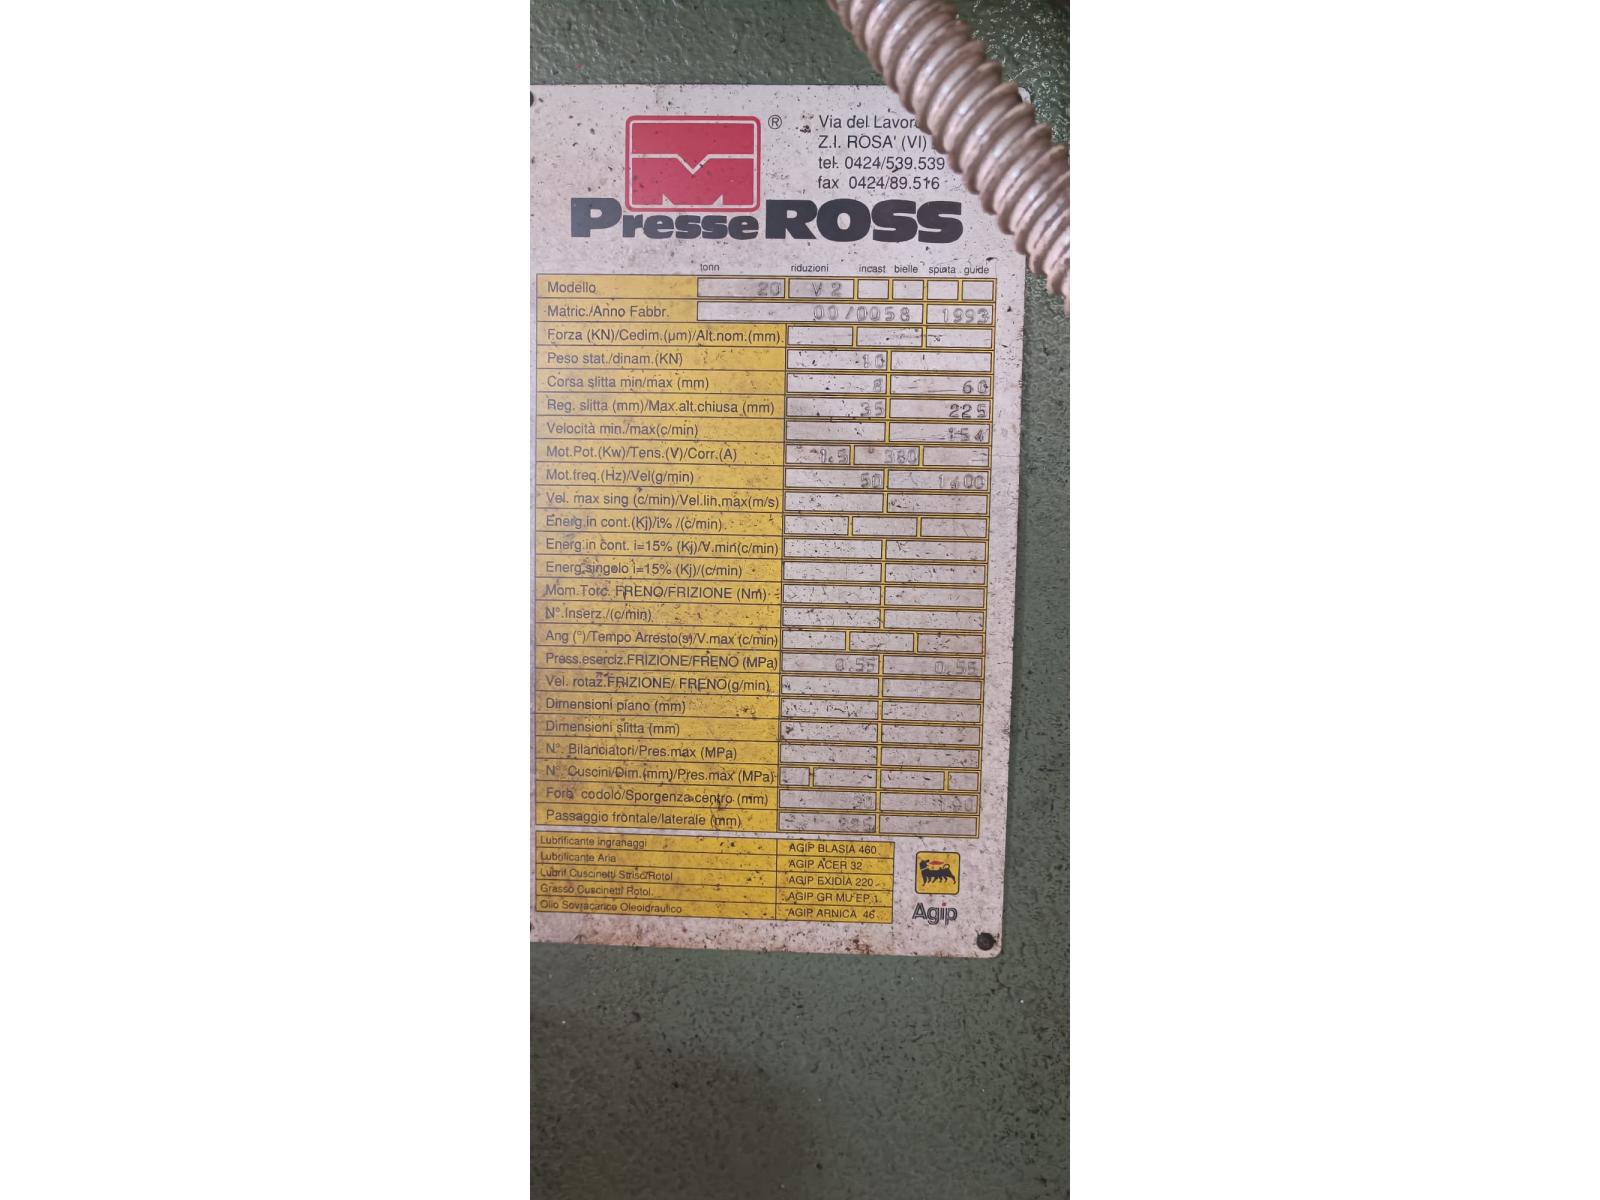 ®
Via del Lavoro
Z.I. ROSA' (VI)
tel. 0424/539.539
fax 0424/89.516
Presse ROSS
tonn riduzioni incast bielle spinta guide
Modello 20 V 2
Matric./Anno Fabbr. 00/0058 1993
Forza (KN)/Cedim.(µm)/Alt.nom.(mm)
Peso stat./dinam.(KN) 10
Corsa slitta min/max (mm) 8 60
Reg. slitta (mm)/Max.alt.chiusa (mm) 35 225
Velocità min./max(c/min) 154
Mot.Pot.(Kw)/Tens.(V)/Corr.(A) 1.5 380
Mot.freq.(Hz)/Vel(g/min) 50 1400
Vel. max sing (c/min)/Vel.lin.max(m/s)
Energ.in cont.(Kj)/i% /(c/min)
Energ.in cont. i=15% (Kj)/V.min(c/min)
Energ.singolo i=15% (Kj)/(c/min)
Mom.Torc. FRENO/FRIZIONE (Nm)
N°.Inserz./(c/min)
Ang (°)/Tempo Arresto(s)/V.max (c/min)
Press.eserciz.FRIZIONE/FRENO (MPa) 0.55 0.55
Vel. rotaz.FRIZIONE/ FRENO(g/min)
Dimensioni piano (mm)
Dimensioni slitta (mm)
N°. Bilanciatori/Pres.max (MPa)
N°. Cuscini/Dim.(mm)/Pres.max (MPa)
Foro codolo/Sporgenza centro (mm)
Passaggio frontale/laterale (mm)
Lubrificante Ingranaggi AGIP BLASIA 460
Lubrificante Aria AGIP ACER 32
Lubrif.Cuscinetti Strisc/Rotol AGIP EXIDIA 220
Grasso Cuscinetti Rotol. AGIP GR MU EP 1
Olio Sovracarico Oleoidraulico AGIP ARNICA 46
Agip